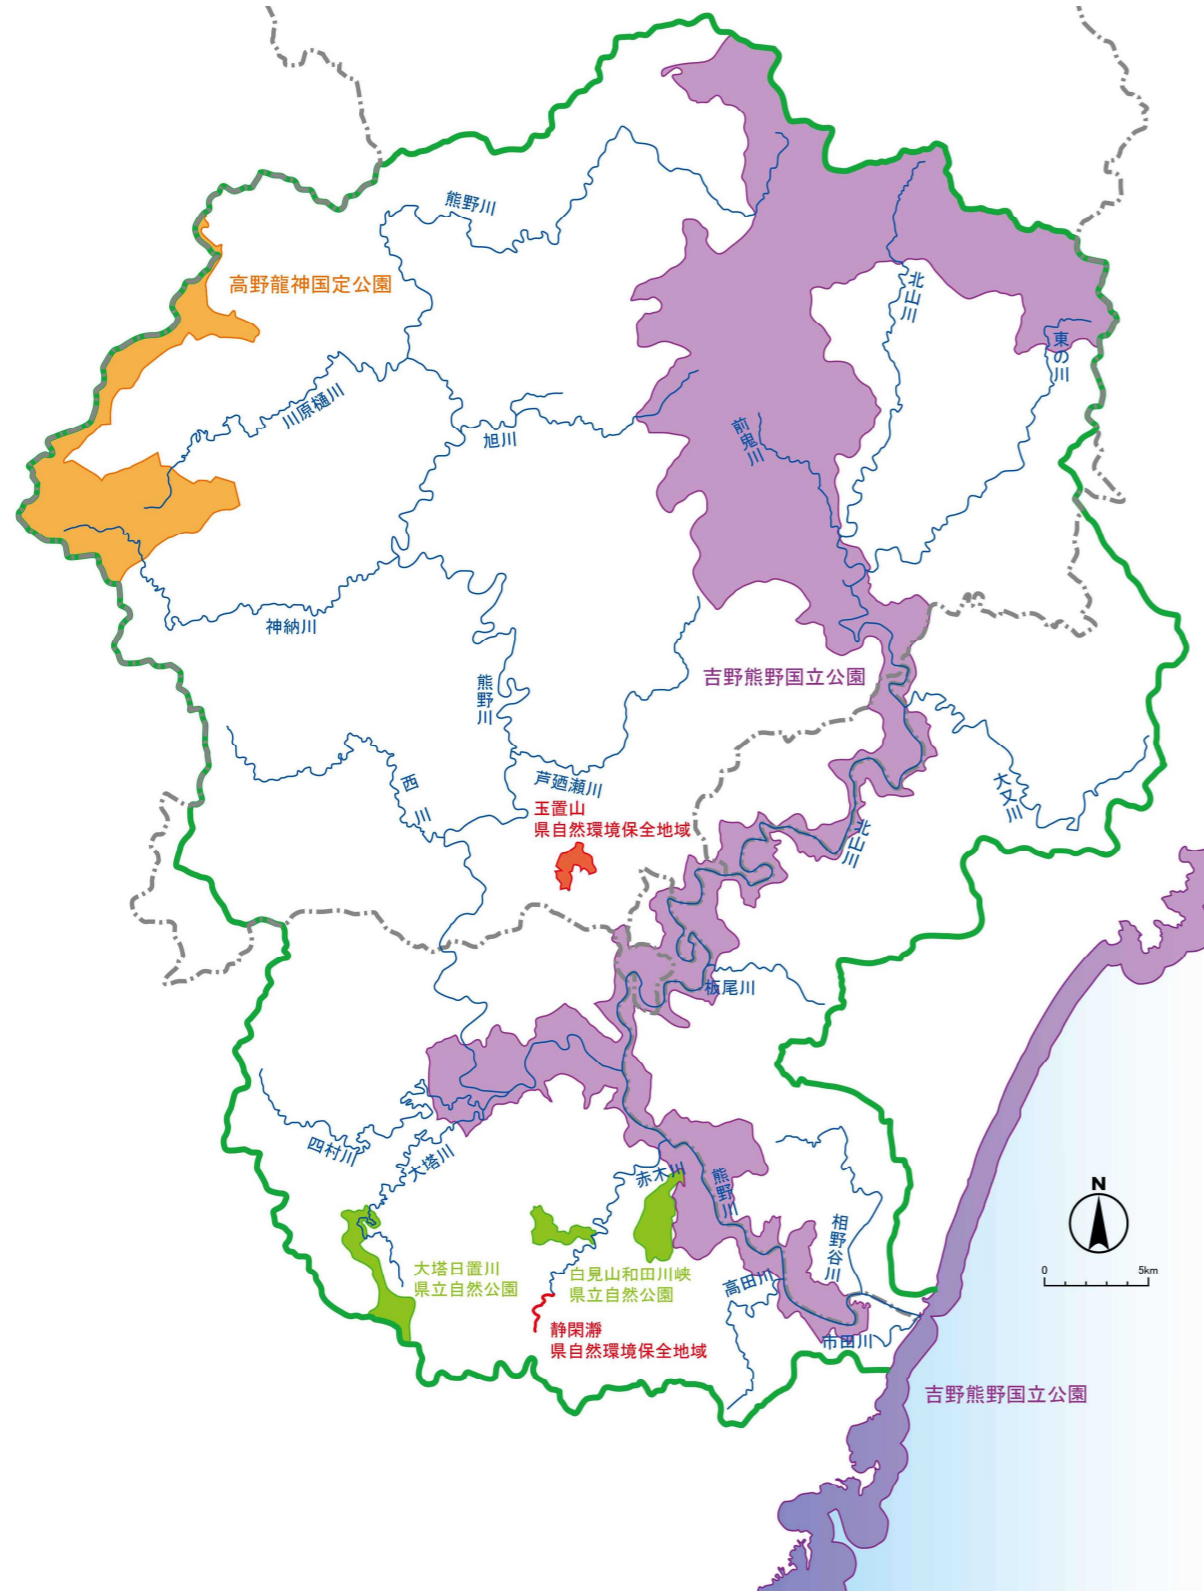 熊野川
高野龍神国定公園
北山川
東の川
川原樋川
旭川
前鬼川
神納川
熊野川
吉野熊野国立公園
西川
芦廼瀬川
大又川
玉置山
県自然環境保全地域
北山川
板尾川
四村川
大塔川
赤木川
熊野川
N
相野谷川
0 5km
大塔日置川
県立自然公園
白見山和田川峡
県立自然公園
高田川
静閑瀞
県自然環境保全地域
市田川
吉野熊野国立公園